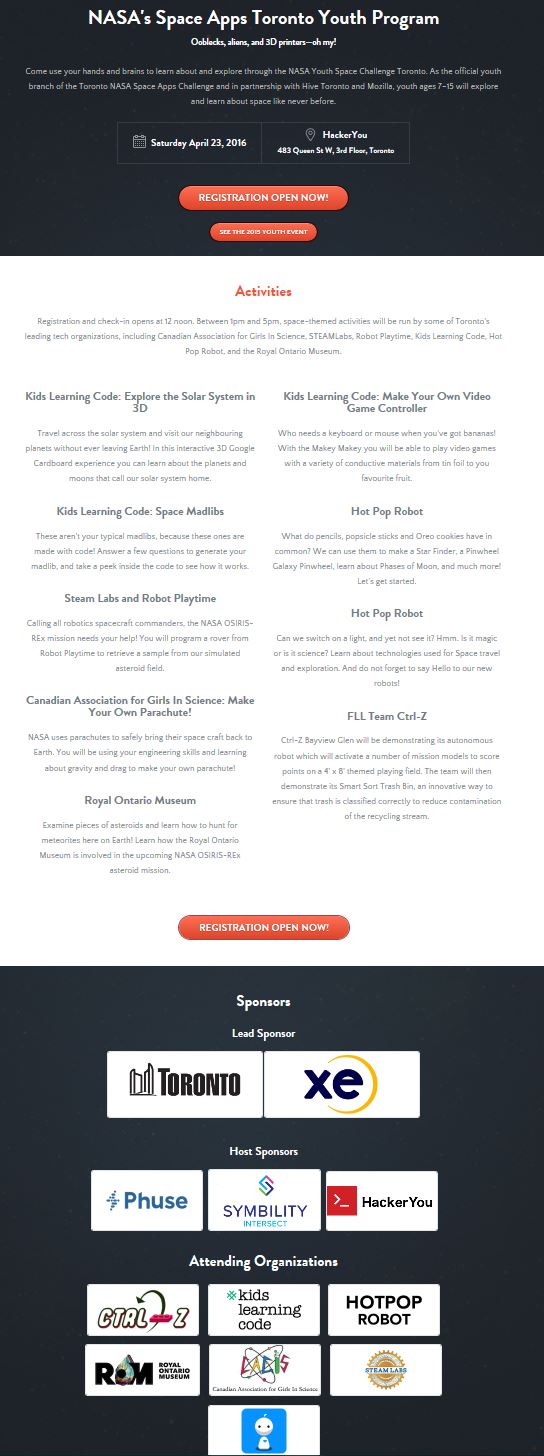 NASA's Space Apps Toronto Youth Program
Ooblecks, aliens, and 3D printers—oh my!
Come use your hands and brains to learn about and explore through the NASA Youth Space Challenge Toronto. As the official youth
branch of the Toronto NASA Space Apps Challenge and in partnership with Hive Toronto and Mozilla, youth ages 7-15 will explore
and learn about space like never before.
Saturday April 23, 2016
HackerYou
483 Queen St W, 3rd Floor, Toronto
REGISTRATION OPEN NOW!
SEE THE 2015 YOUTH EVENT
Activities
Registration and check-in opens at 12 noon. Between 1pm and 5pm, space-themed activities will be run by some of Toronto's
leading tech organizations, including Canadian Association for Girls In Science, STEAMLabs, Robot Playtime, Kids Learning Code, Hot
Pop Robot, and the Royal Ontario Museum.
Kids Learning Code: Explore the Solar System in
3D
Travel across the solar system and visit our neighbouring
planets without ever leaving Earth! In this interactive 3D Google
Cardboard experience you can learn about the planets and
moons that call our solar system home.
Kids Learning Code: Space Madlibs
These aren't your typical madlibs, because these ones are
made with code! Answer a few questions to generate your
madlib, and take a peek inside the code to see how it works.
Steam Labs and Robot Playtime
Calling all robotics spacecraft commanders, the NASA OSIRIS-
REx mission needs your help! You will program a rover from
Robot Playtime to retrieve a sample from our simulated
asteroid field.
Canadian Association for Girls In Science: Make
Your Own Parachute!
NASA uses parachutes to safely bring their space craft back to
Earth. You will be using your engineering skills and learning
about gravity and drag to make your own parachute!
Royal Ontario Museum
Examine pieces of asteroids and learn how to hunt for
meteorites here on Earth! Learn how the Royal Ontario
Museum is involved in the upcoming NASA OSIRIS-REx
asteroid mission.
Kids Learning Code: Make Your Own Video
Game Controller
Who needs a keyboard or mouse when you've got bananas!
With the Makey Makey you will be able to play video games
with a variety of conductive materials from tin foil to you
favourite fruit.
Hot Pop Robot
What do pencils, popsicle sticks and Oreo cookies have in
common? We can use them to make a Star Finder, a Pinwheel
Galaxy Pinwheel, learn about Phases of Moon, and much more!
Let's get started.
Hot Pop Robot
Can we switch on a light, and yet not see it? Hmm. Is it magic
or is it science? Learn about technologies used for Space travel
and exploration. And do not forget to say Hello to our new
robots!
FLL Team Ctrl-Z
Ctrl-Z Bayview Glen will be demonstrating its autonomous
robot which will activate a number of mission models to score
points on a 4' x 8' themed playing field. The team will then
demonstrate its Smart Sort Trash Bin, an innovative way to
ensure that trash is classified correctly to reduce contamination
of the recycling stream.
REGISTRATION OPEN NOW!
Sponsors
Lead Sponsor
TORONTO
xe
Host Sponsors
Phuse
SYMBILITY
INTERSECT
HackerYou
Attending Organizations
CTRL-Z
kids
learning
code
HOTPOP
ROBOT
ROM
ROYAL
ONTARIO
MUSEUM
CAGIS
Canadian Association for Girls In Science
STEAM LABS